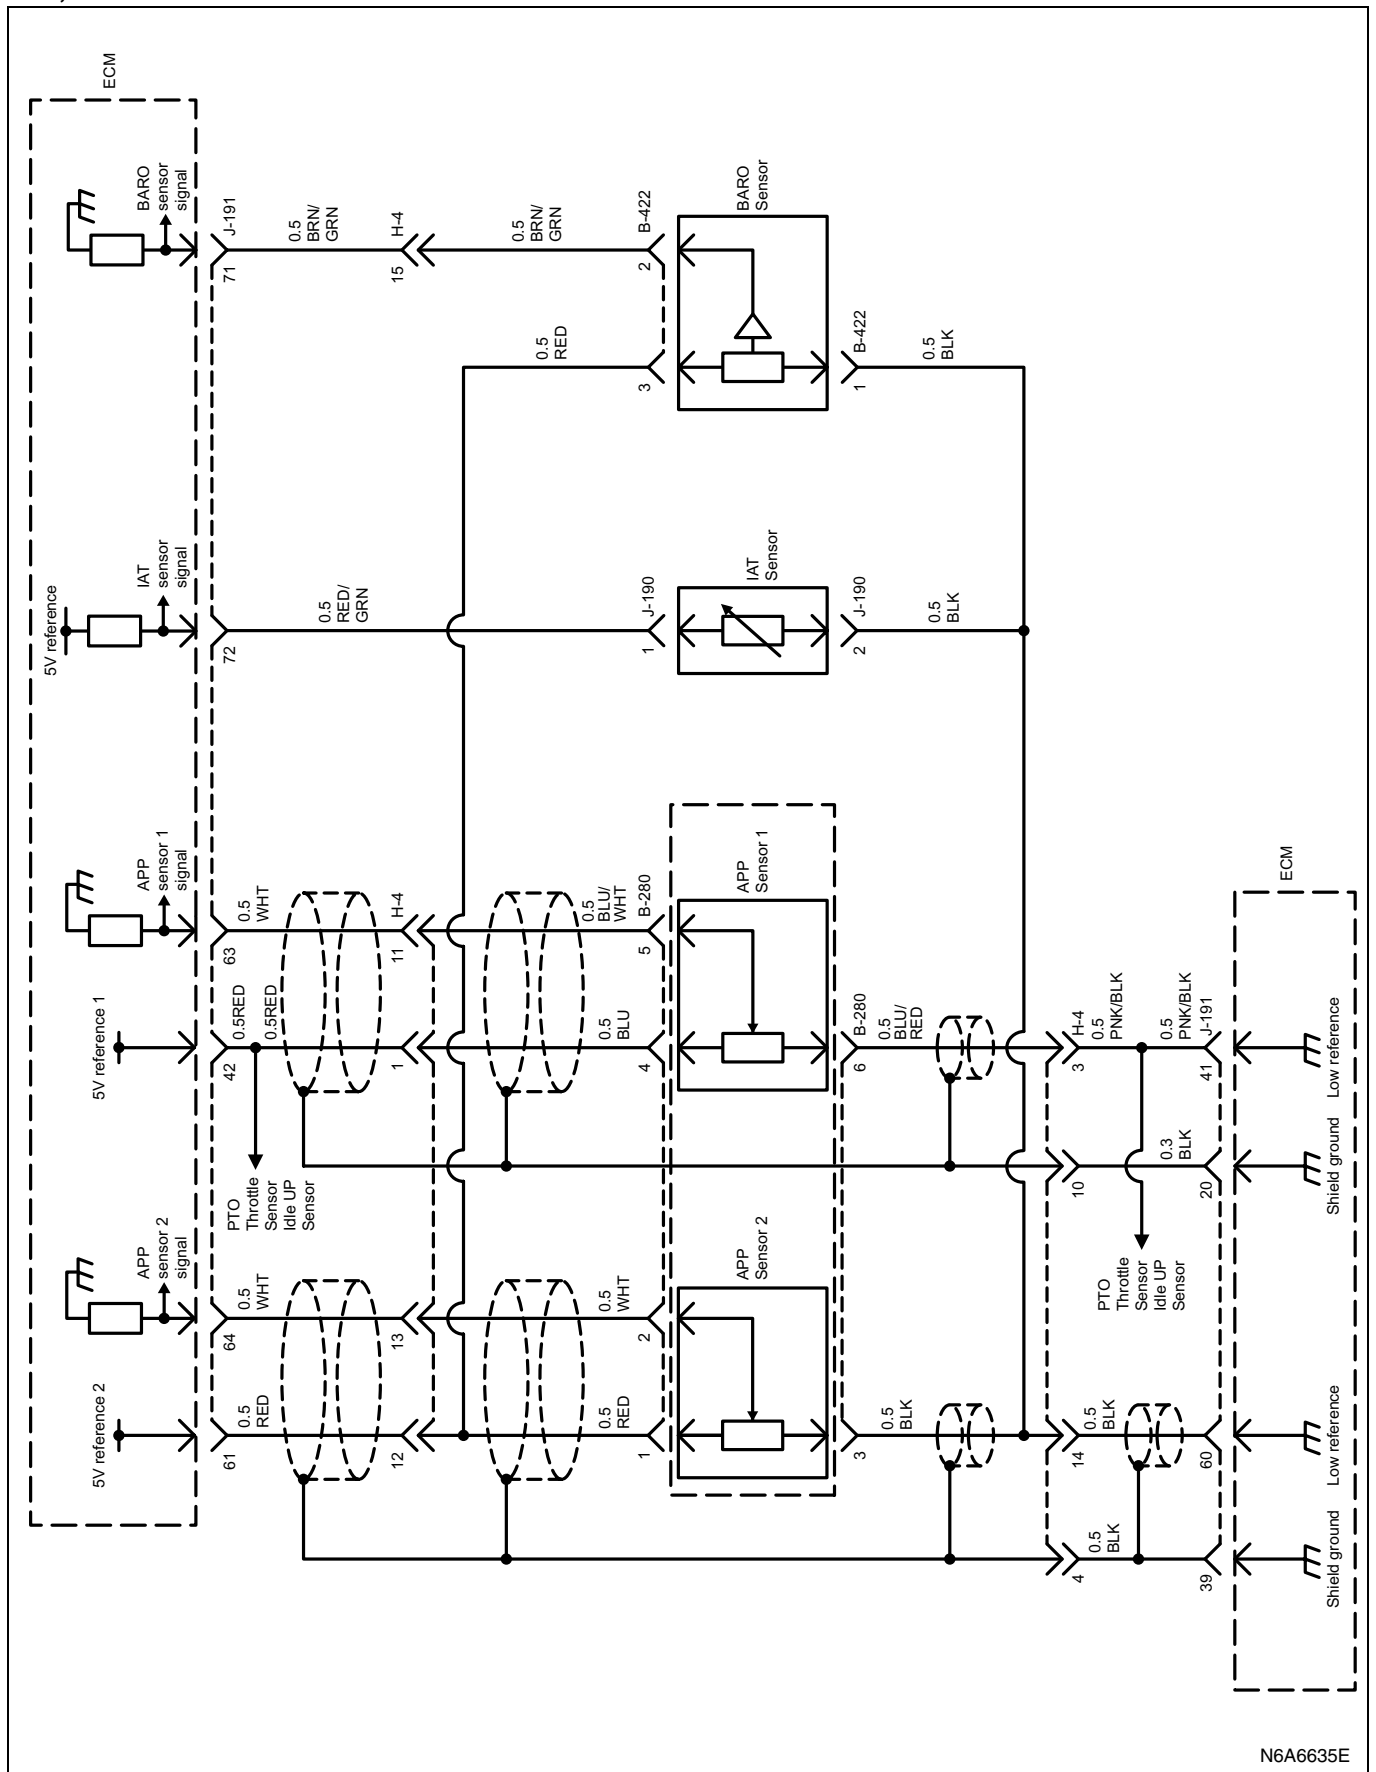 ECM
5V reference 2
APP
sensor 2
signal
5V reference 1
APP
sensor 1
signal
5V reference
IAT
sensor
signal
BARO
sensor
signal
61
64
42
63
72
71
J-191
0.5
RED
0.5
WHT
0.5RED
0.5RED
0.5
WHT
0.5
RED/
GRN
0.5
BRN/
GRN
PTO
Throttle
Sensor
Idle UP
Sensor
12
13
1
11
H-4
15
H-4
0.5
RED
0.5
WHT
0.5
BLU
0.5
BLU/
WHT
0.5
RED
0.5
BRN/
GRN
1
2
4
5
B-280
1
J-190
3
2
B-422
APP
Sensor 2
APP
Sensor 1
IAT
Sensor
BARO
Sensor
3
6
B-280
2
J-190
1
B-422
0.5
BLK
0.5
BLU/
RED
0.5
BLK
0.5
BLK
4
14
10
3
H-4
0.5
BLK
0.5
BLK
0.3
BLK
0.5
PNK/BLK
0.5
PNK/BLK
PTO
Throttle
Sensor
Idle UP
Sensor
39
60
20
41
J-191
ECM
Shield ground
Low reference
Shield ground
Low reference
N6A6635E